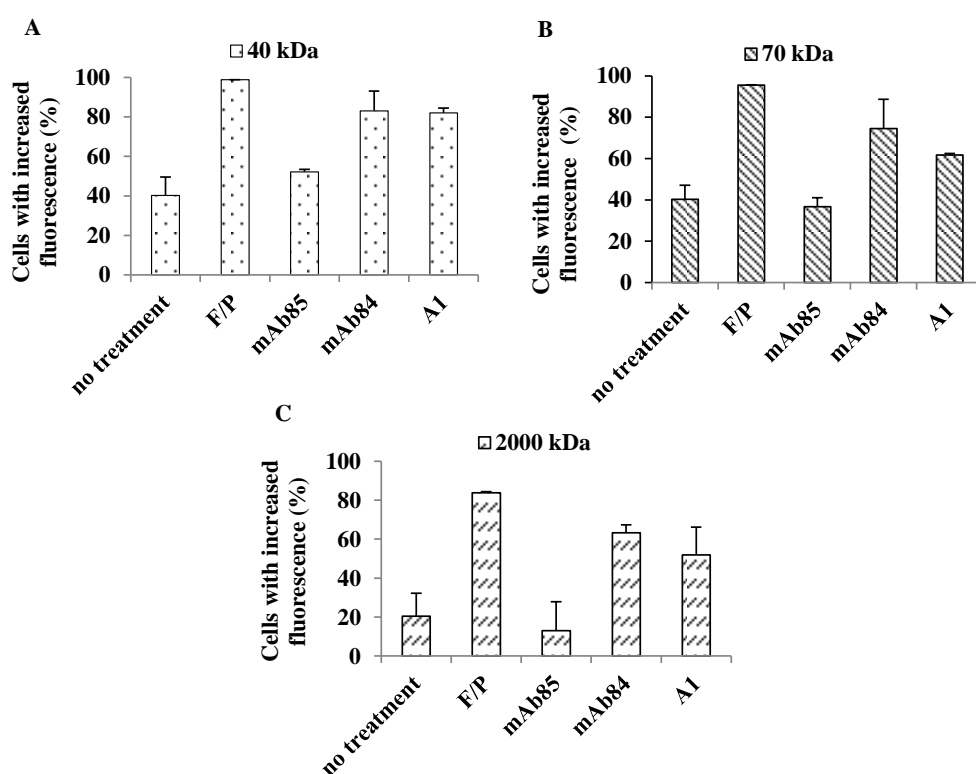 A
40 kDa
Cells with increased
fluorescence (%)
100
80
60
40
20
0
no treatment
F/P
mAb85
mAb84
A1
B
70 kDa
Cells with increased
fluorescence (%)
100
80
60
40
20
0
no treatment
F/P
mAb85
mAb84
A1
C
2000 kDa
Cells with increased
fluorescence (%)
100
80
60
40
20
0
no treatment
F/P
mAb85
mAb84
A1